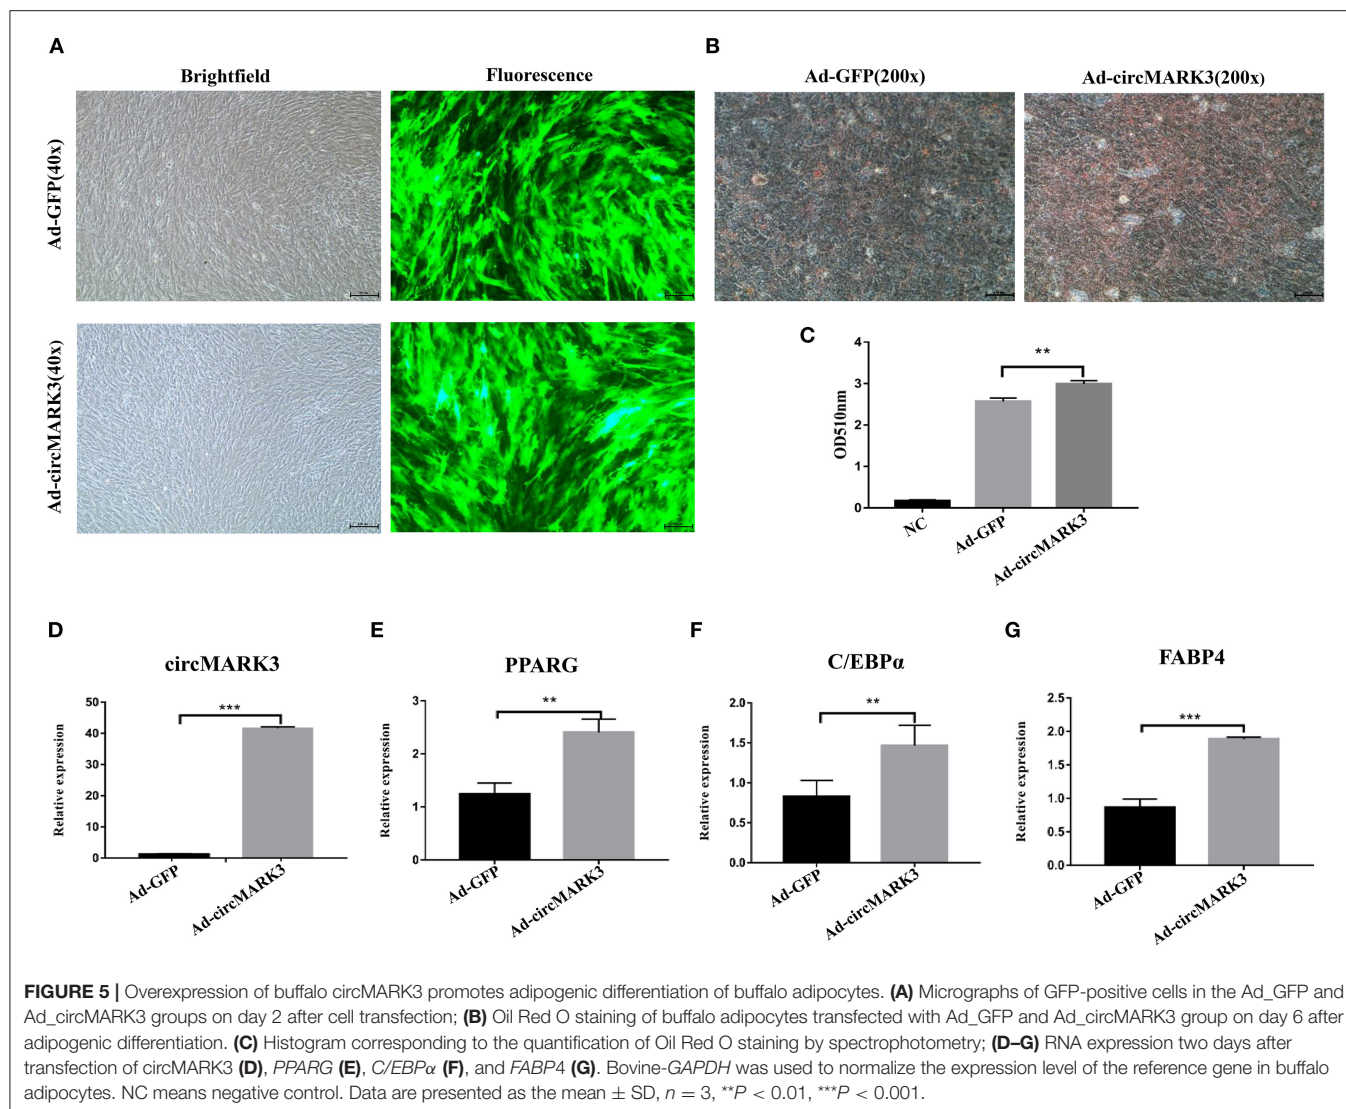 A
Brightfield Fluorescence
Ad-GFP(40x)
Ad-circMARK3(40x)
B
Ad-GFP(200x) Ad-circMARK3(200x)
C
OD510nm
4
3
2
1
0
**
NC Ad-GFP Ad-circMARK3
D
circMARK3
Relative expression
50
40
30
20
10
0
***
Ad-GFP Ad-circMARK3
E
PPARG
Relative expression
3
2
1
0
**
Ad-GFP Ad-circMARK3
F
C/EBPα
Relative expression
2.0
1.5
1.0
0.5
0.0
**
Ad-GFP Ad-circMARK3
G
FABP4
Relative expression
2.5
2.0
1.5
1.0
0.5
0.0
***
Ad-GFP Ad-circMARK3
FIGURE 5 | Overexpression of buffalo circMARK3 promotes adipogenic differentiation of buffalo adipocytes. (A) Micrographs of GFP-positive cells in the Ad_GFP and
Ad_circMARK3 groups on day 2 after cell transfection; (B) Oil Red O staining of buffalo adipocytes transfected with Ad_GFP and Ad_circMARK3 group on day 6 after
adipogenic differentiation. (C) Histogram corresponding to the quantification of Oil Red O staining by spectrophotometry; (D–G) RNA expression two days after
transfection of circMARK3 (D), PPARG (E), C/EBPα (F), and FABP4 (G). Bovine-GAPDH was used to normalize the expression level of the reference gene in buffalo
adipocytes. NC means negative control. Data are presented as the mean ± SD, n = 3, **P < 0.01, ***P < 0.001.